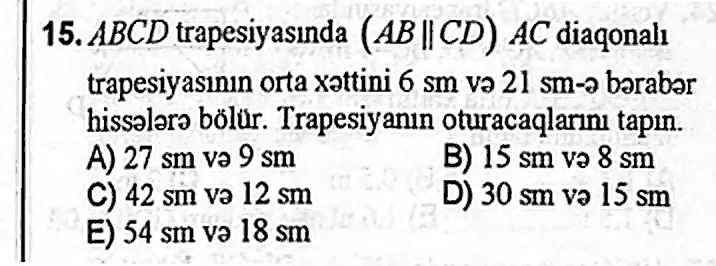 15. ABCD trapesiyasında (AB || CD) AC diaqonalı
trapesiyasının orta xəttini 6 sm və 21 sm-ə bərabər
hissələrə bölür. Trapesiyanın oturacaqlarını tapın.
A) 27 sm və 9 sm B) 15 sm və 8 sm
C) 42 sm və 12 sm D) 30 sm və 15 sm
E) 54 sm və 18 sm